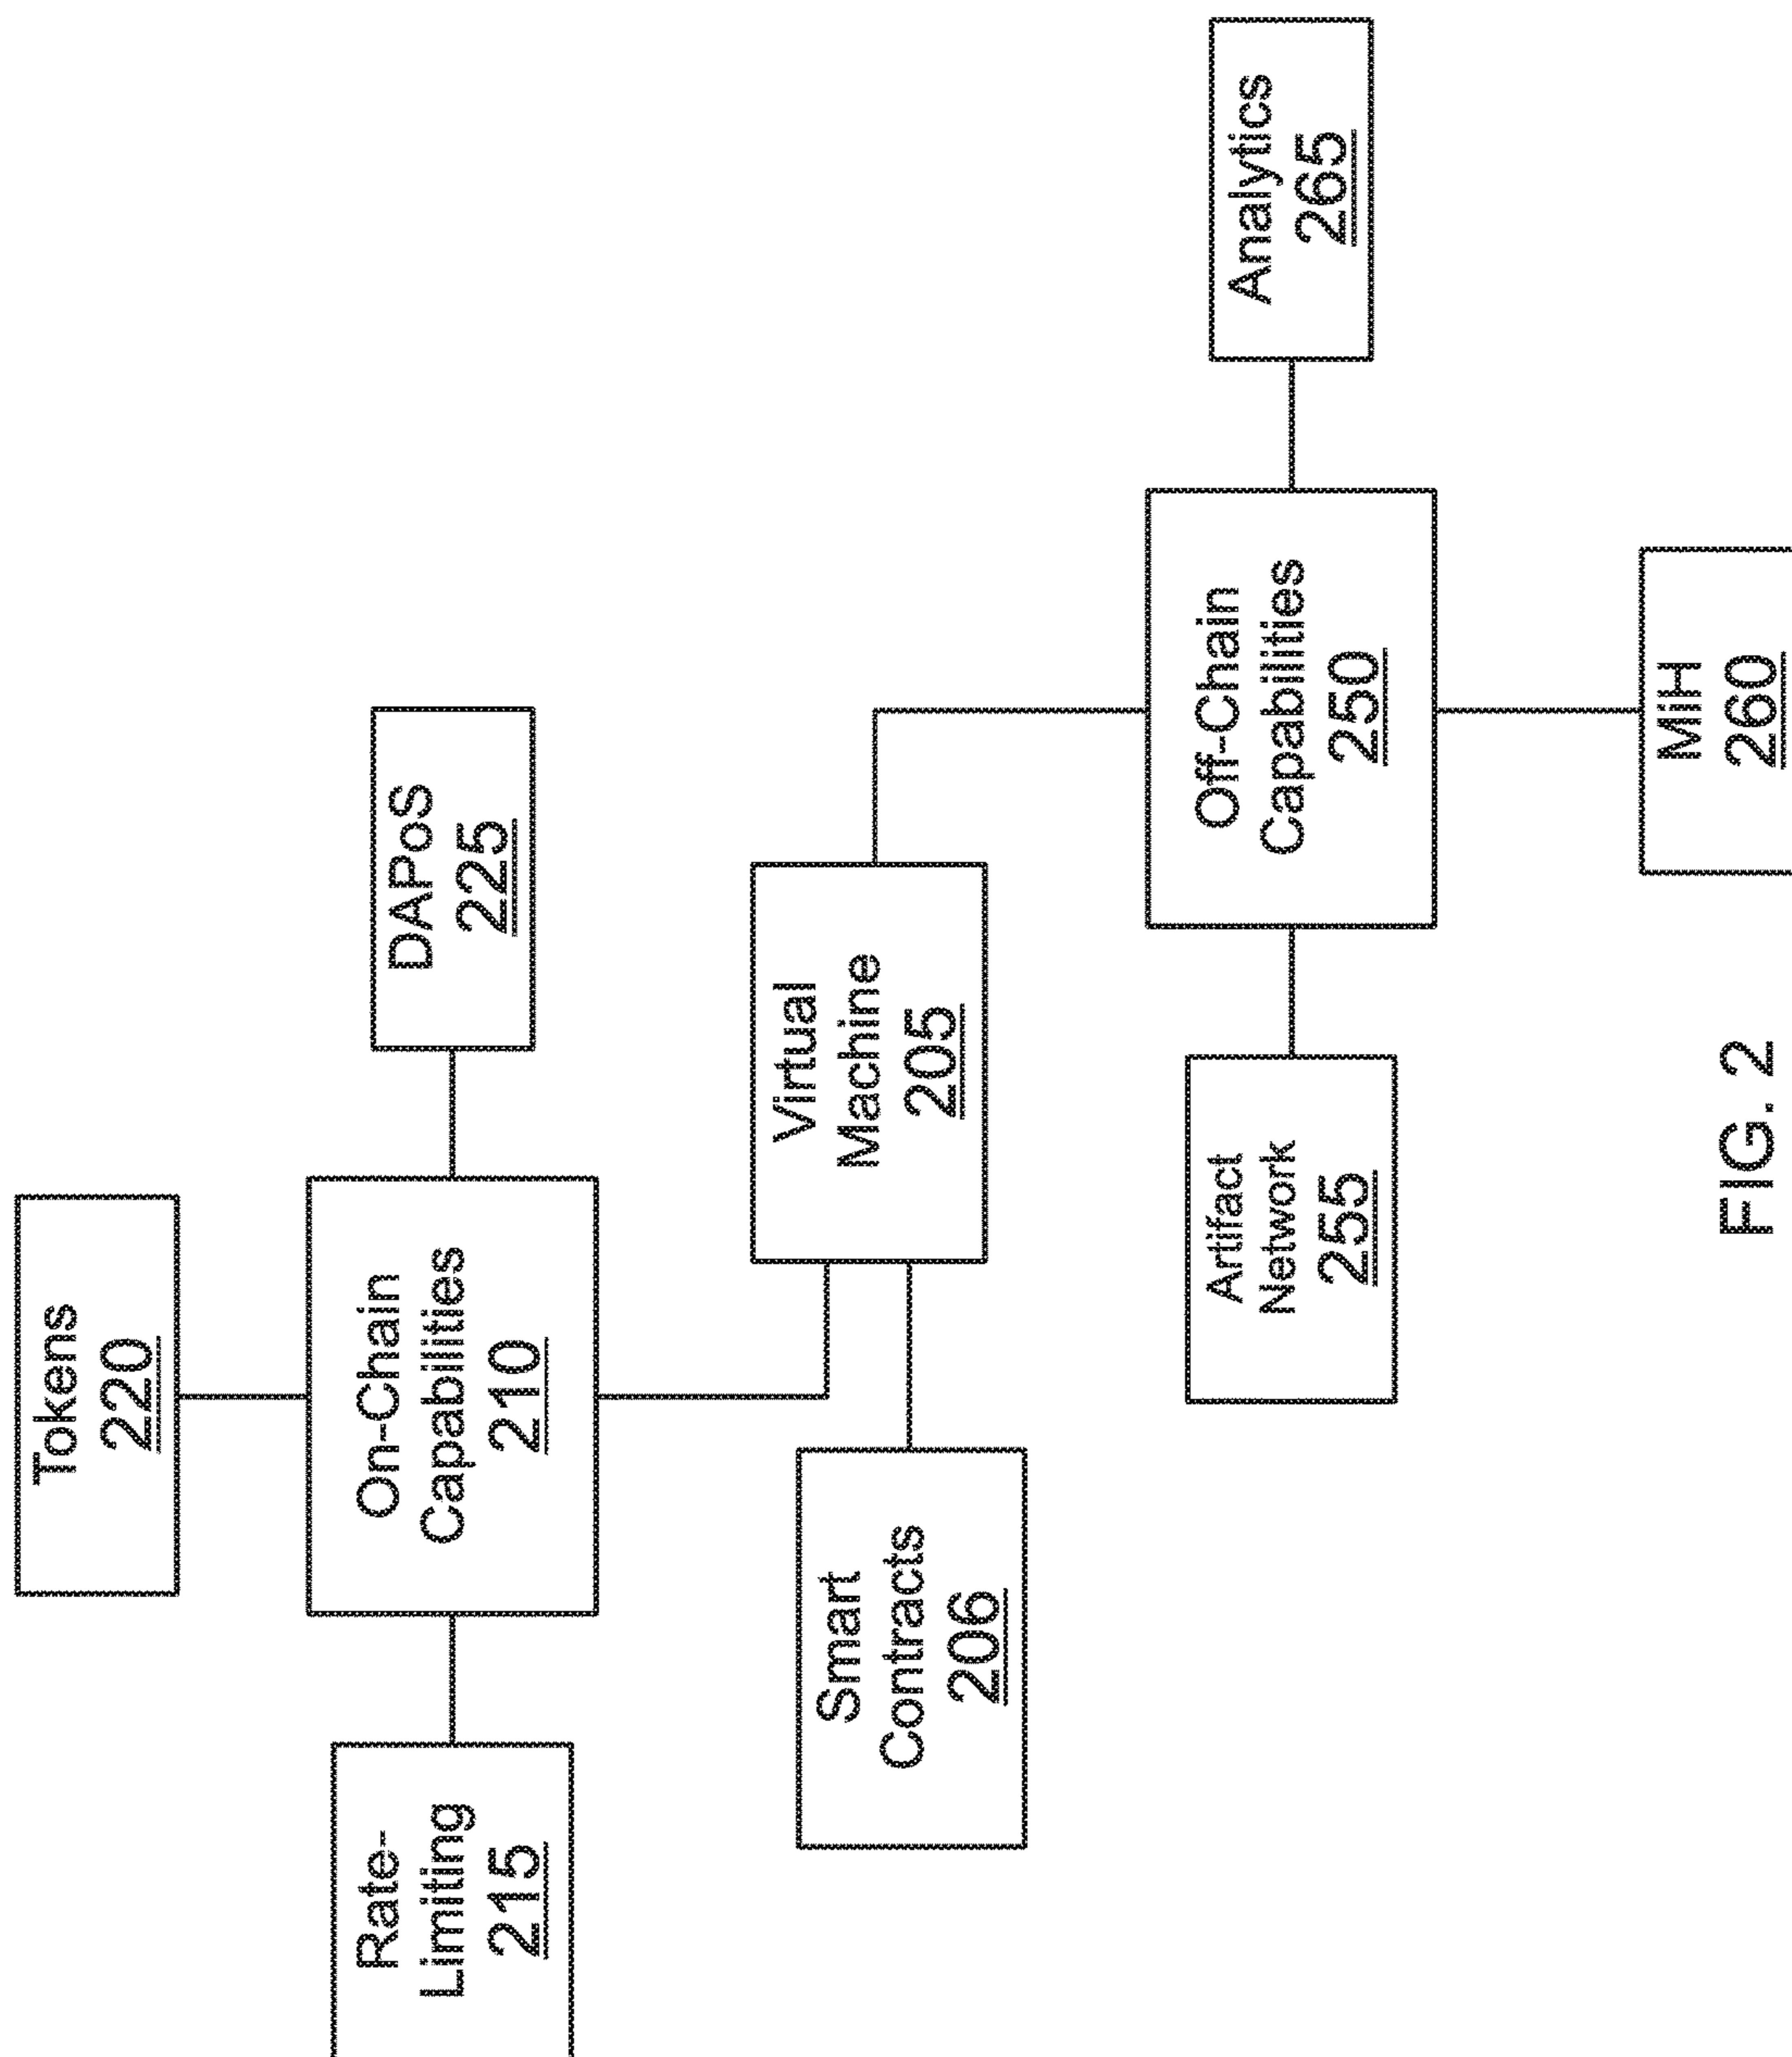 Tokens
220
Rate-
Limiting
215
On-Chain
Capabilities
210
DAPoS
225
Smart
Contracts
206
Virtual
Machine
205
Artifact
Network
255
Off-Chain
Capabilities
250
Analytics
265
MiH
260
FIG. 2